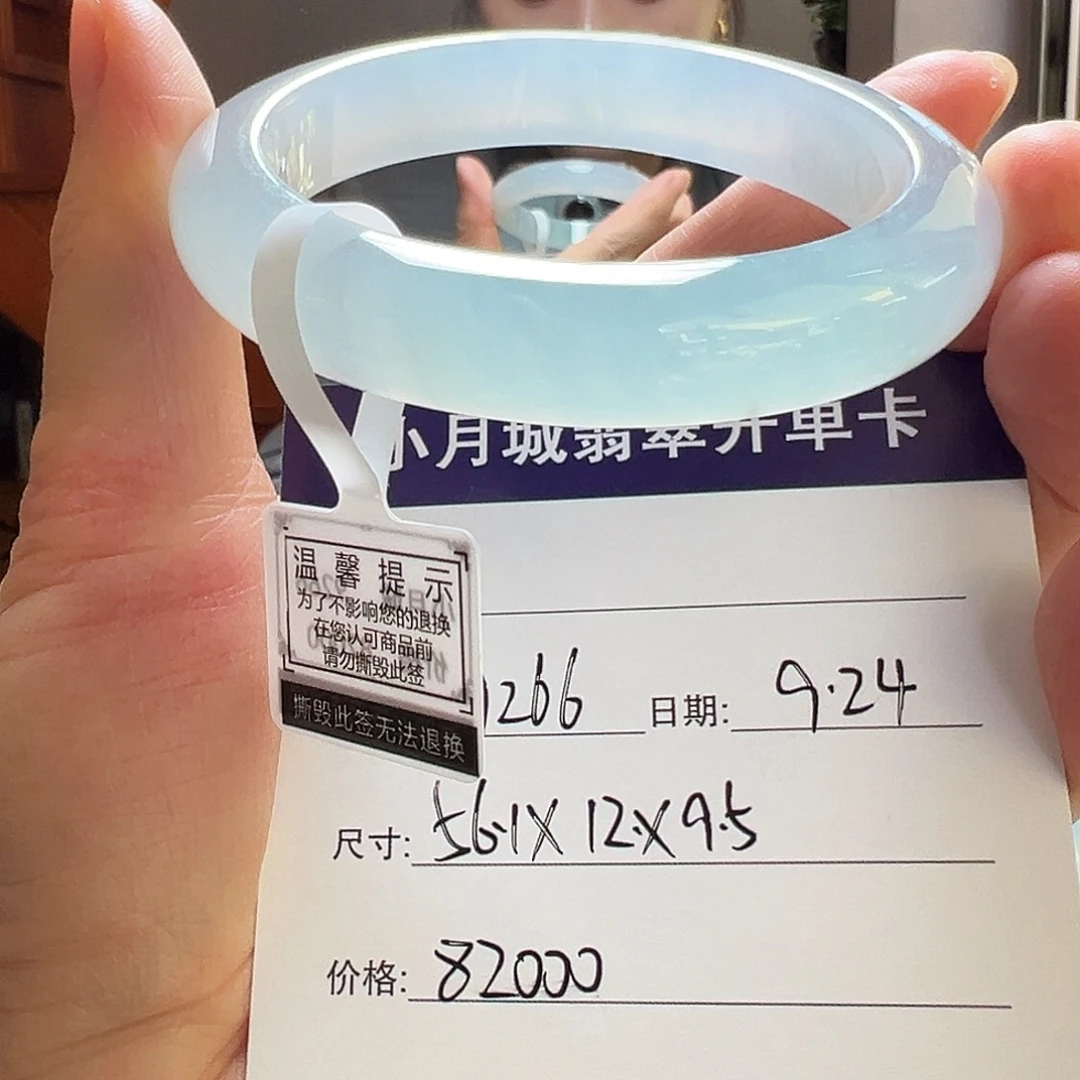 小月城翡翠开单卡
温馨提示
为了不影响您的退换
在您认可商品前
请勿撕毁此签
撕毁此签无法退换
1266 日期: 9.24
尺寸: 56.1X12X9.5
价格: 82000